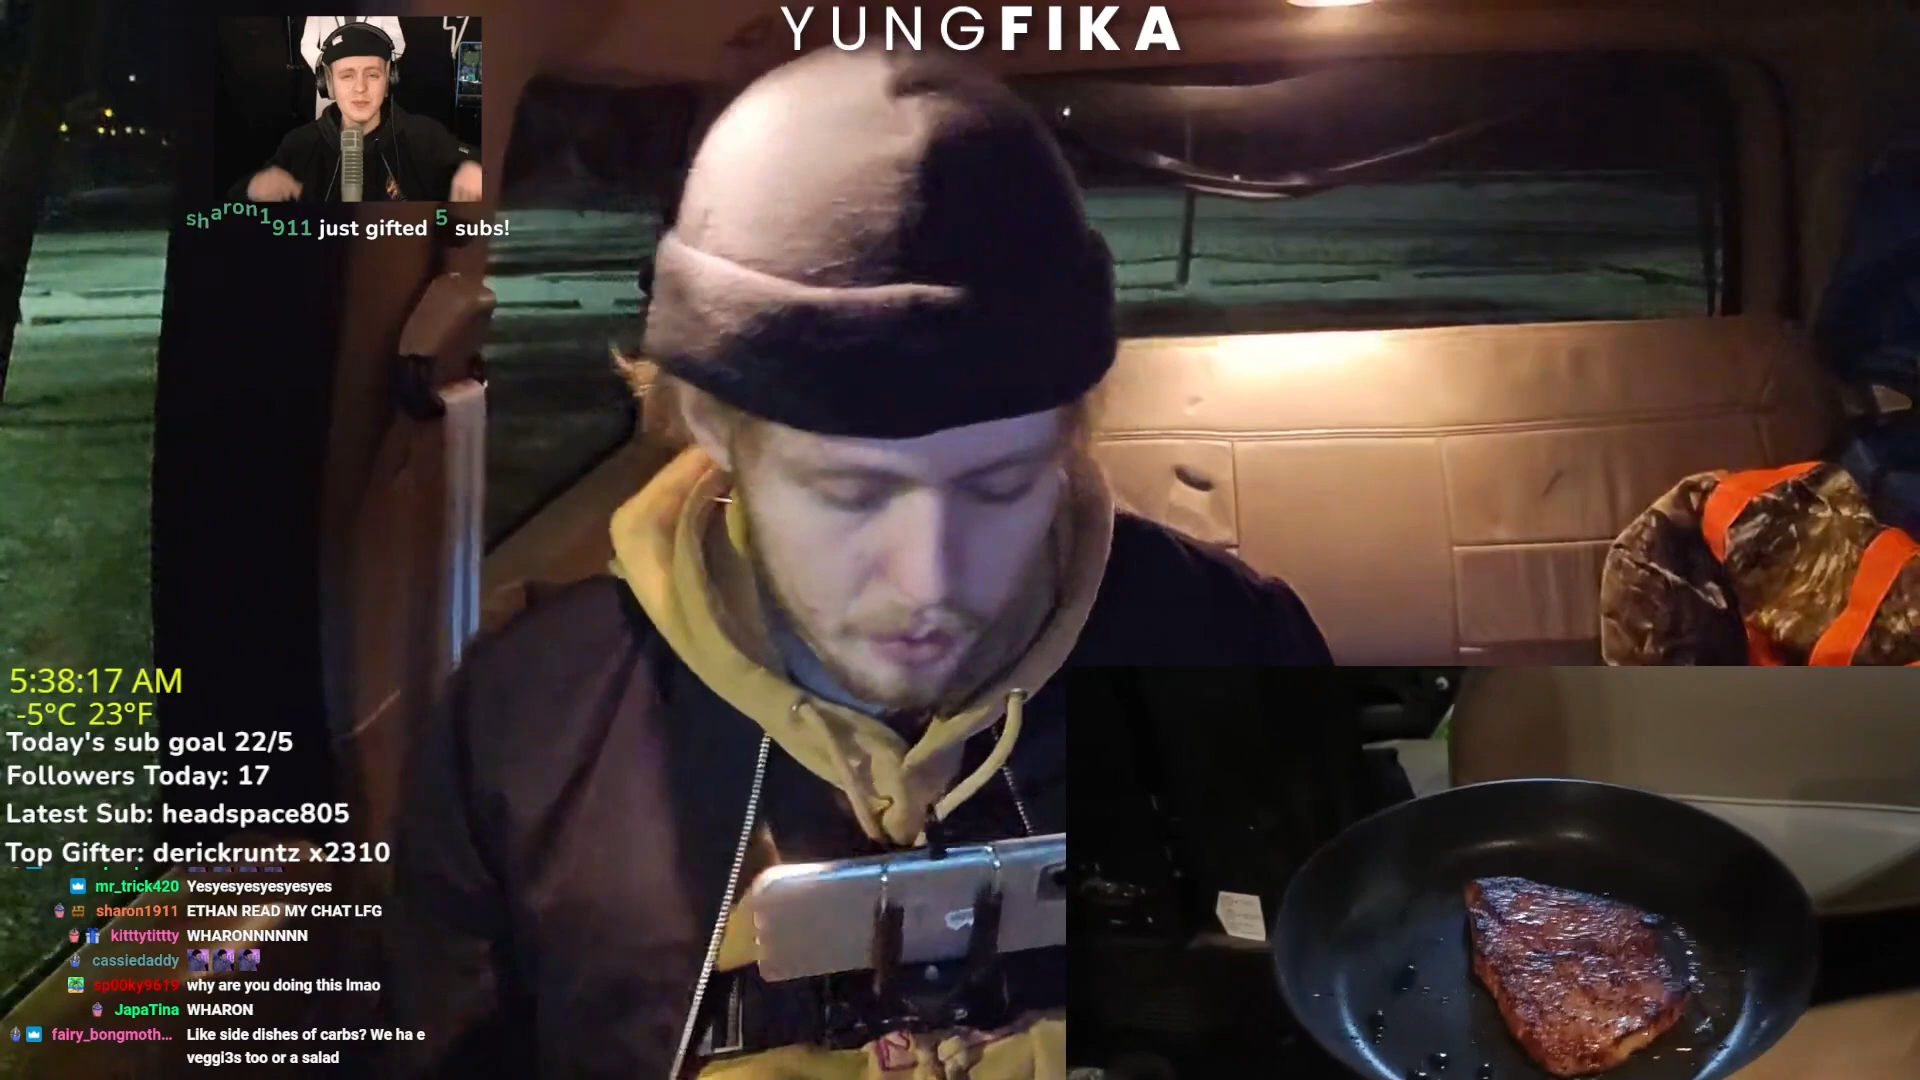 YUNGFIKA
sharon1911 just gifted 5 subs!
5:38:17 AM
-5°C 23°F
Today's sub goal 22/5
Followers Today: 17
Latest Sub: headspace805
Top Gifter: derickruntz x2310
mr_trick420 Yesyesyesyesyesyes
sharon1911 ETHAN READ MY CHAT LFG
kitttytittty WHARONNNNNN
cassiedaddy
sp00ky9619 why are you doing this lmao
JapaTina WHARON
fairy_bongmoth... Like side dishes of carbs? We ha e
veggi3s too or a salad